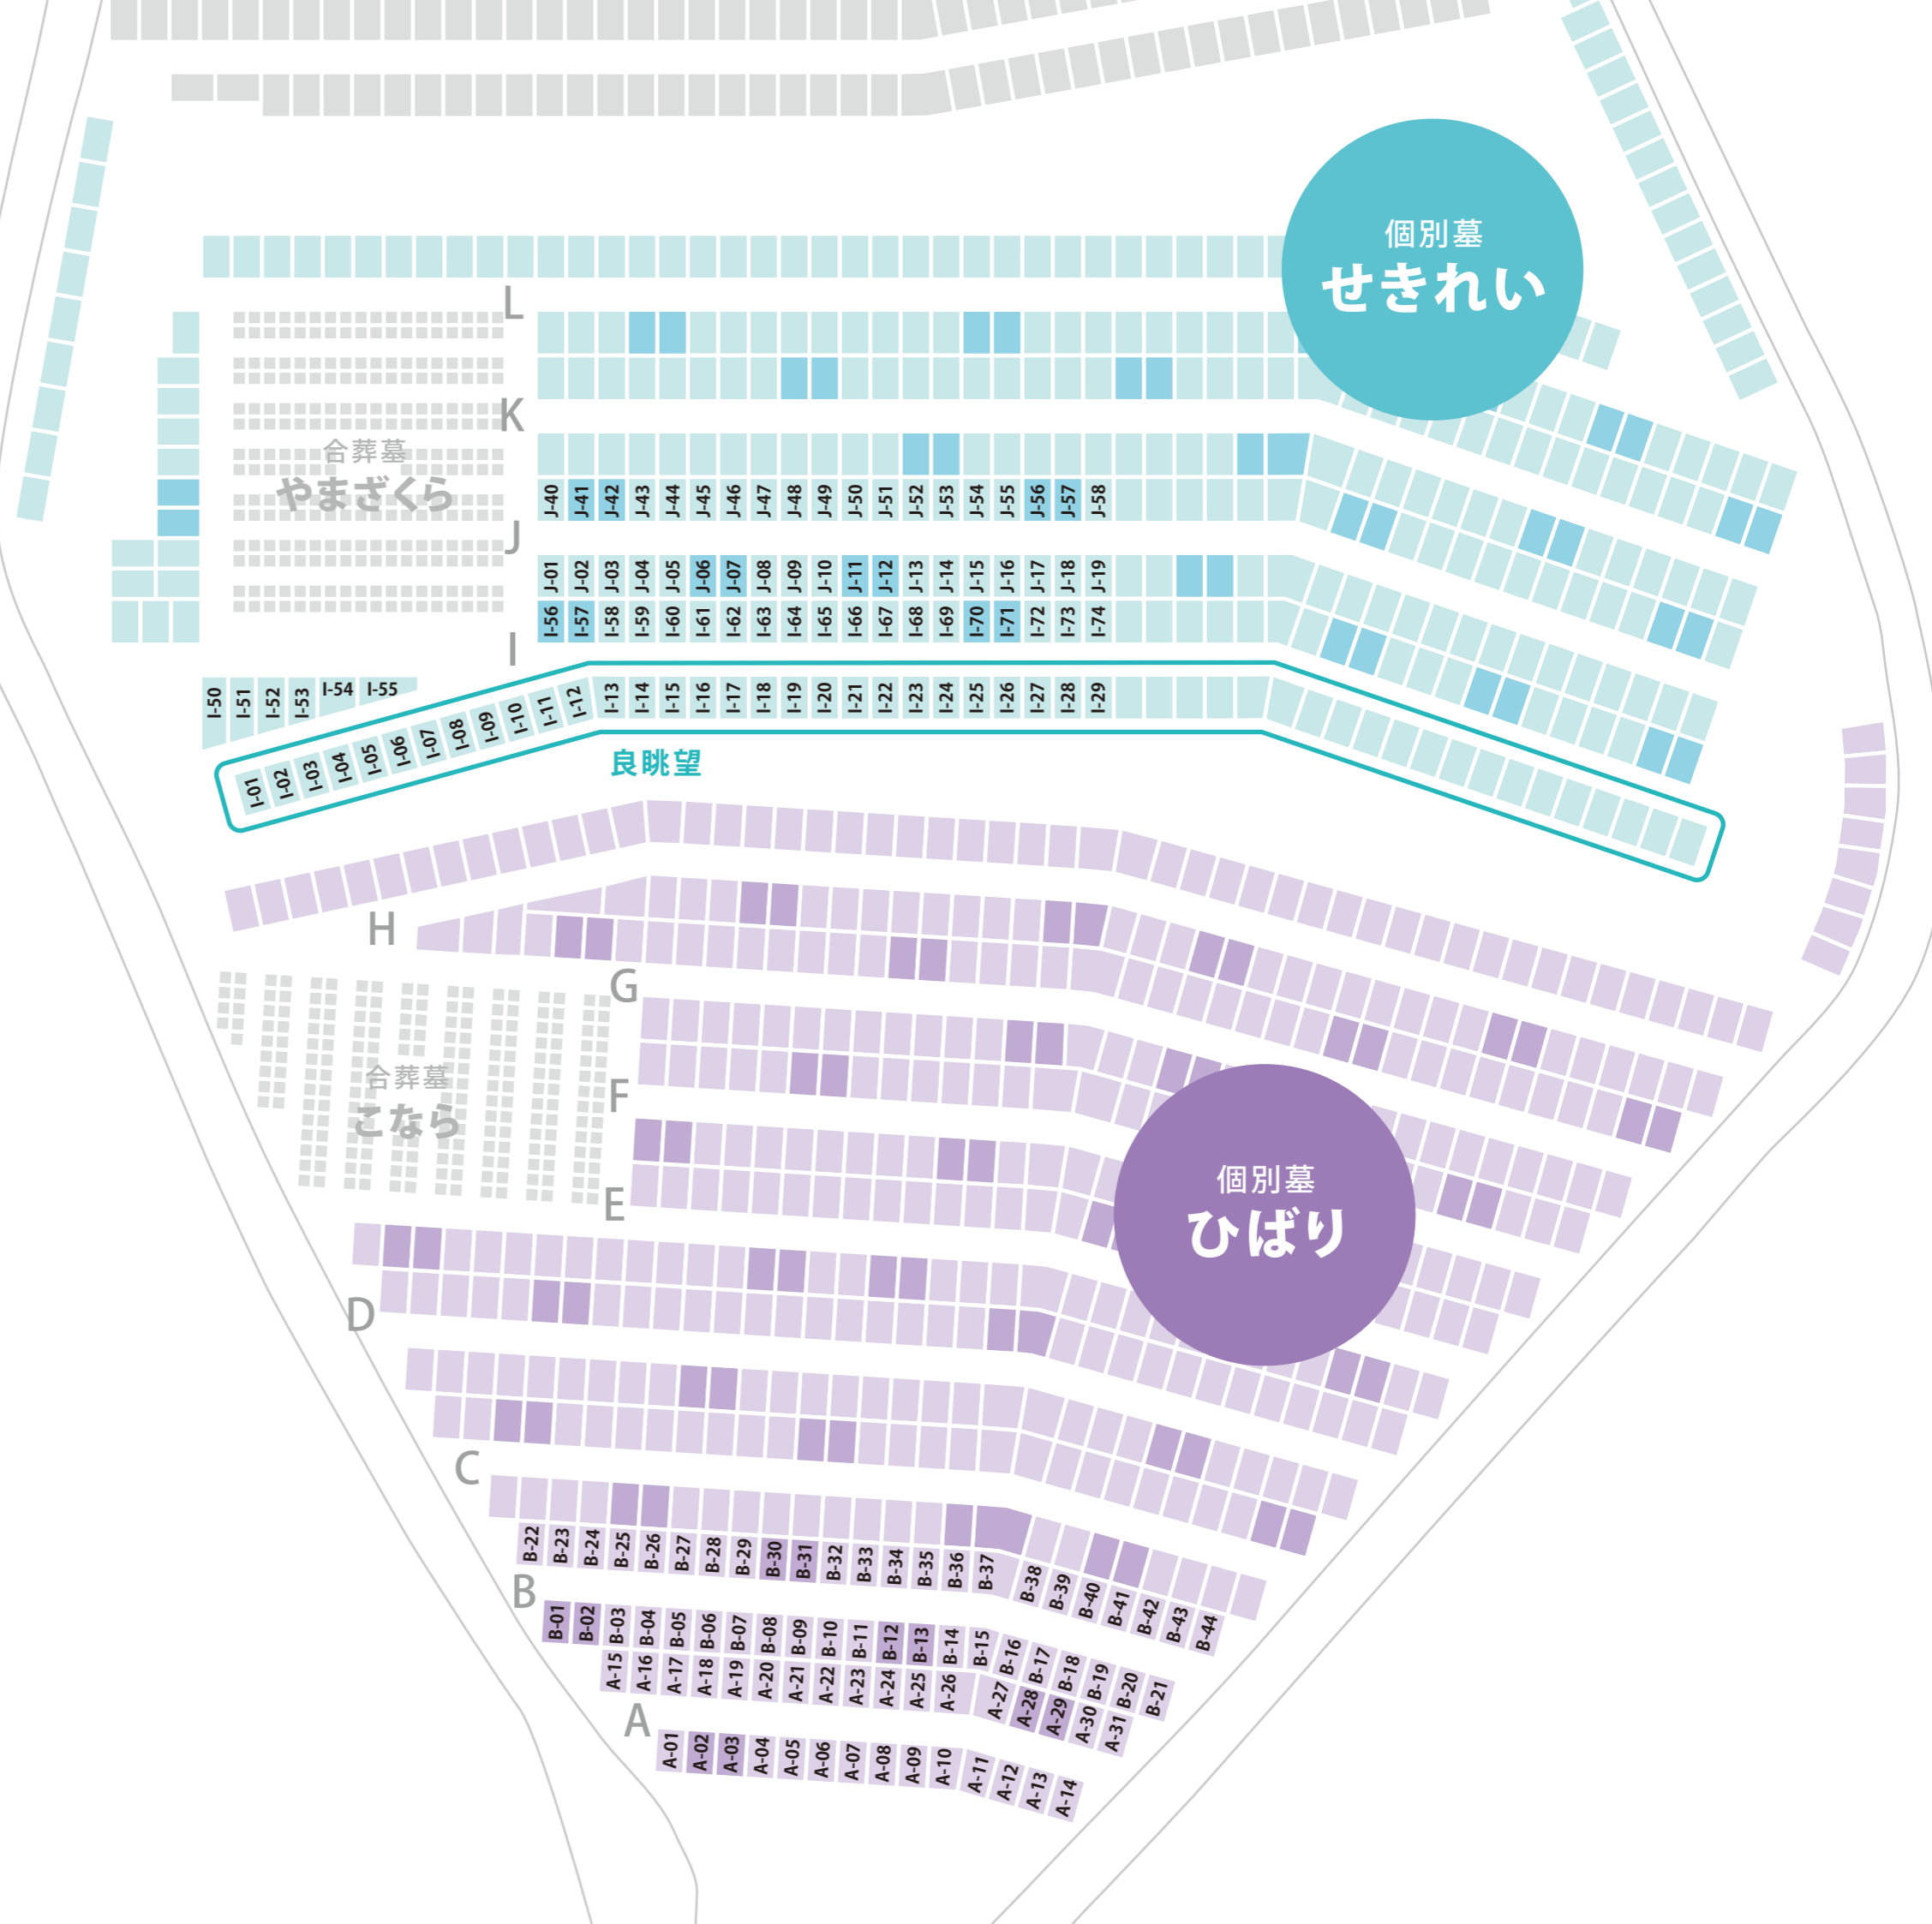 個別墓
せきれい
L
K
合葬墓
やまざくら
J-40 J-41 J-42 J-43 J-44 J-45 J-46 J-47 J-48 J-49 J-50 J-51 J-52 J-53 J-54 J-55 J-56 J-57 J-58
J
J-01 J-02 J-03 J-04 J-05 J-06 J-07 J-08 J-09 J-10 J-11 J-12 J-13 J-14 J-15 J-16 J-17 J-18 J-19
I-56 I-57 I-58 I-59 I-60 I-61 I-62 I-63 I-64 I-65 I-66 I-67 I-68 I-69 I-70 I-71 I-72 I-73 I-74
I
I-50 I-51 I-52 I-53 I-54 I-55
I-01 I-02 I-03 I-04 I-05 I-06 I-07 I-08 I-09 I-10 I-11 I-12 I-13 I-14 I-15 I-16 I-17 I-18 I-19 I-20 I-21 I-22 I-23 I-24 I-25 I-26 I-27 I-28 I-29
良眺望
H
G
合葬墓
こなら
F
個別墓
ひばり
E
D
C
B-22 B-23 B-24 B-25 B-26 B-27 B-28 B-29 B-30 B-31 B-32 B-33 B-34 B-35 B-36 B-37 B-38 B-39 B-40 B-41 B-42 B-43 B-44
B
B-01 B-02 B-03 B-04 B-05 B-06 B-07 B-08 B-09 B-10 B-11 B-12 B-13 B-14 B-15 B-16 B-17 B-18 B-19 B-20 B-21
A-15 A-16 A-17 A-18 A-19 A-20 A-21 A-22 A-23 A-24 A-25 A-26 A-27 A-28 A-29 A-30 A-31
A
A-01 A-02 A-03 A-04 A-05 A-06 A-07 A-08 A-09 A-10 A-11 A-12 A-13 A-14